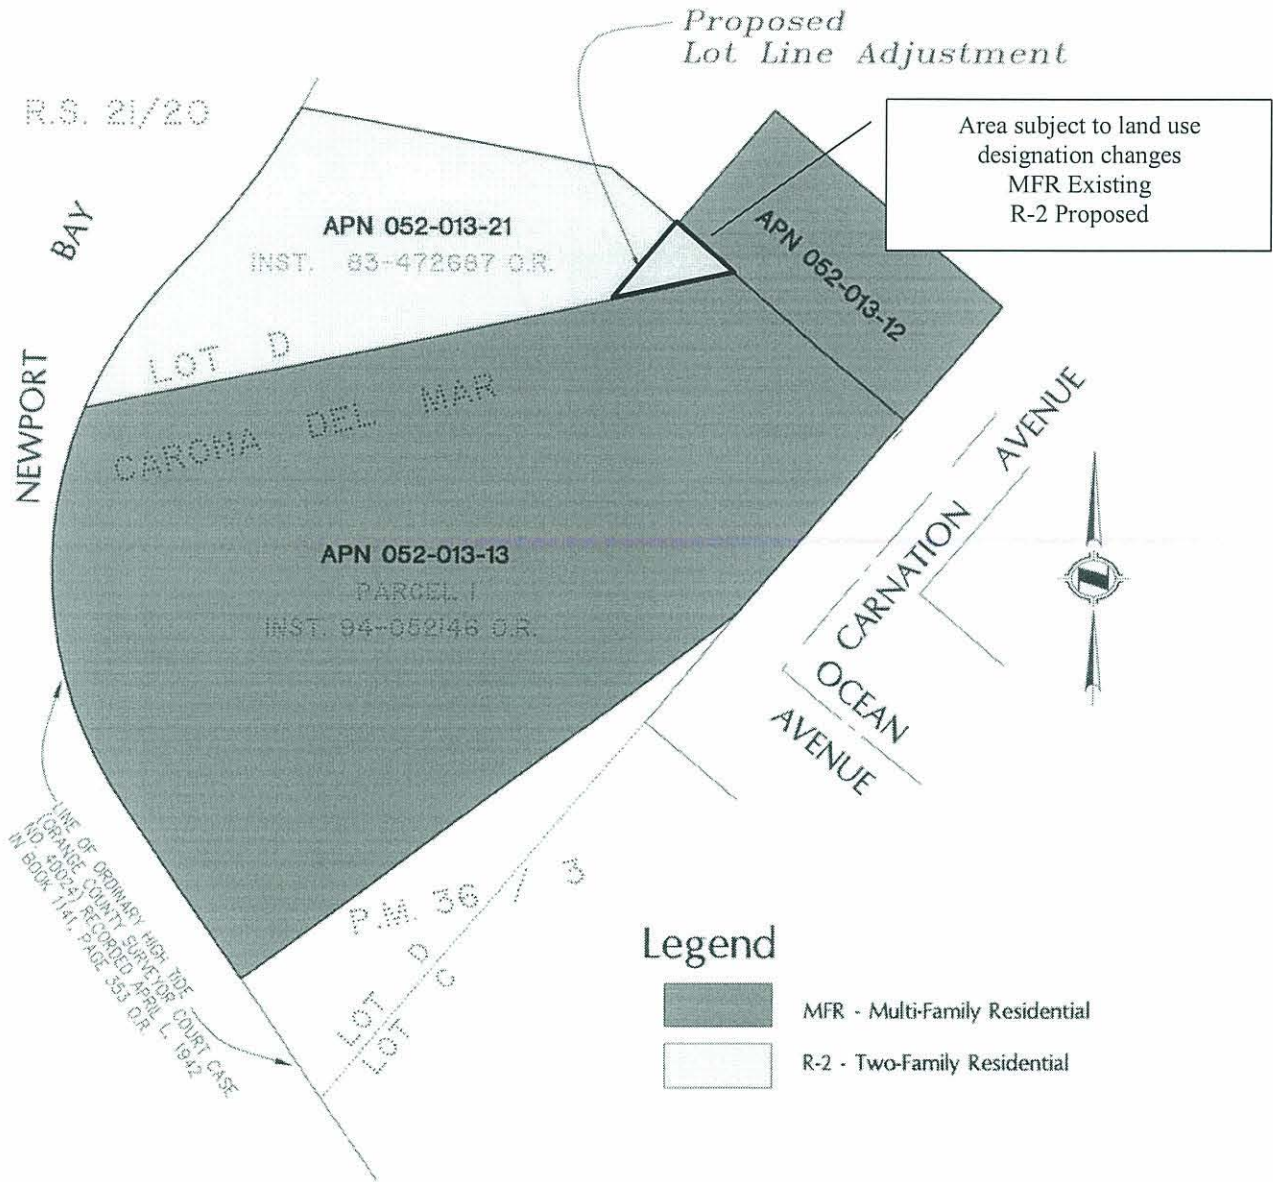 Proposed
Lot Line Adjustment
R.S. 21/20
Area subject to land use
designation changes
MFR Existing
R-2 Proposed
NEWPORT BAY
APN 052-013-21
INST. 83-472687 O.R.
APN 052-013-12
LOT D
CAROMA DEL MAR
APN 052-013-13
PARCEL 1
INST. 94-052146 O.R.
CARNATION AVENUE
OCEAN
AVENUE
LINE OF ORDINARY HIGH TIDE
(ORANGE COUNTY SURVEYOR COURT CASE
NO. 40024) RECORDED APRIL 1, 1942
IN BOOK 1141, PAGE 353 O.R.
P.M. 36 / 3
LOT D
LOT C
Legend
MFR - Multi-Family Residential
R-2 - Two-Family Residential